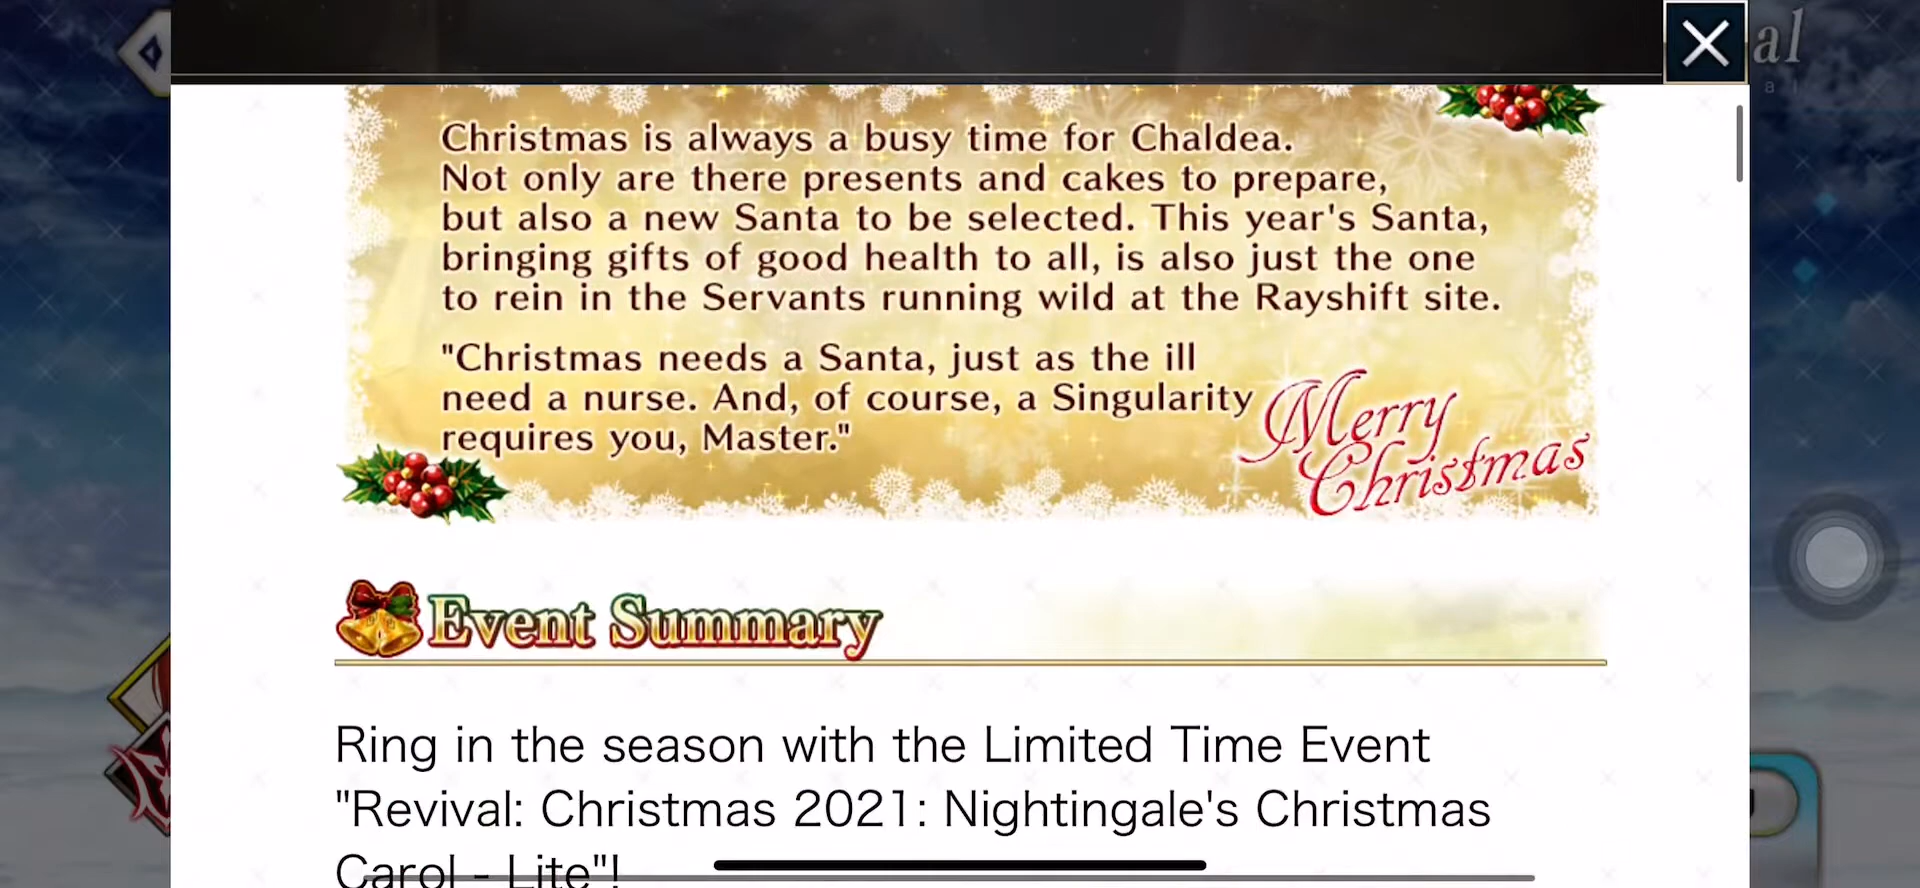 al
Christmas is always a busy time for Chaldea.
Not only are there presents and cakes to prepare,
but also a new Santa to be selected. This year's Santa,
bringing gifts of good health to all, is also just the one
to rein in the Servants running wild at the Rayshift site.
"Christmas needs a Santa, just as the ill
need a nurse. And, of course, a Singularity
requires you, Master."
Merry
Christmas
Event Summary
Ring in the season with the Limited Time Event
"Revival: Christmas 2021: Nightingale's Christmas
Carol - Lite"!